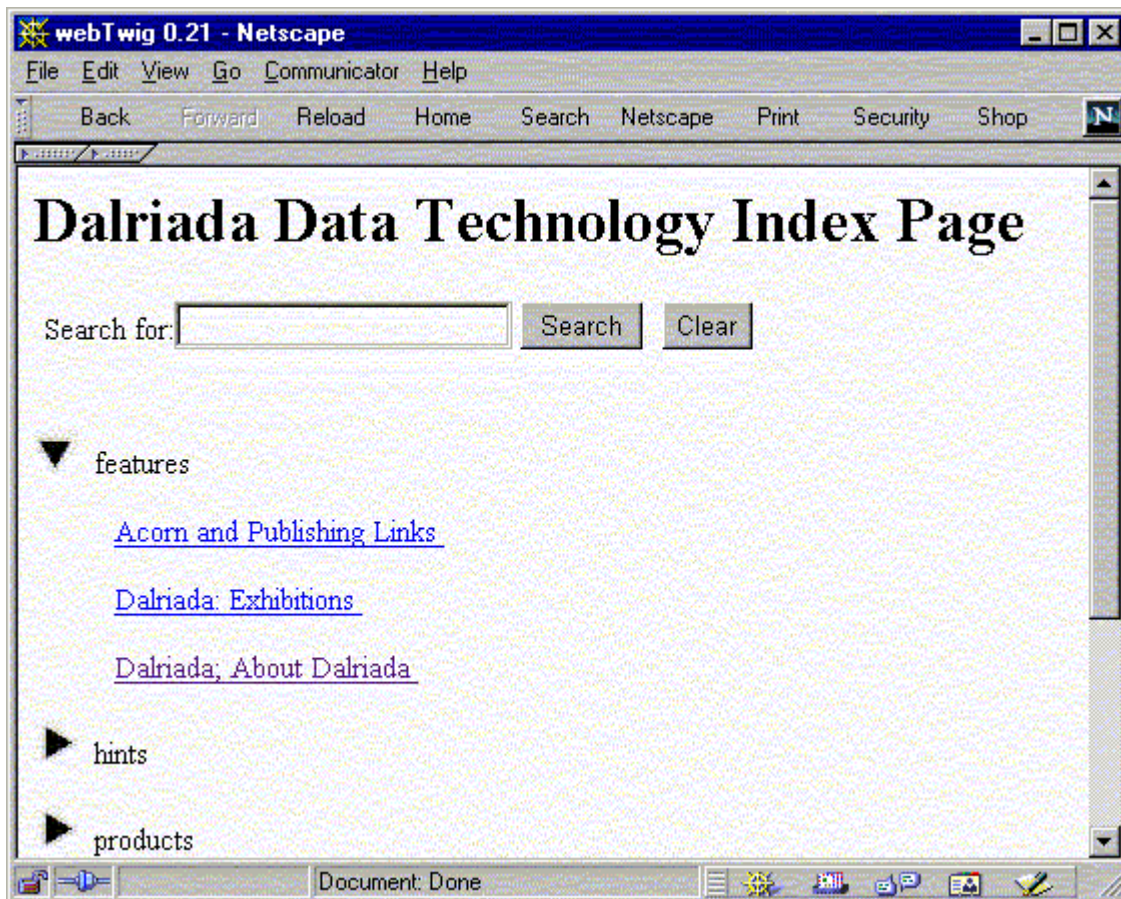 webTwig 0.21 - Netscape
File Edit View Go Communicator Help
Back Forward Reload Home Search Netscape Print Security Shop N
Dalriada Data Technology Index Page
Search for: Search Clear
features
Acorn and Publishing Links
Dalriada: Exhibitions
Dalriada; About Dalriada
hints
products
Document: Done